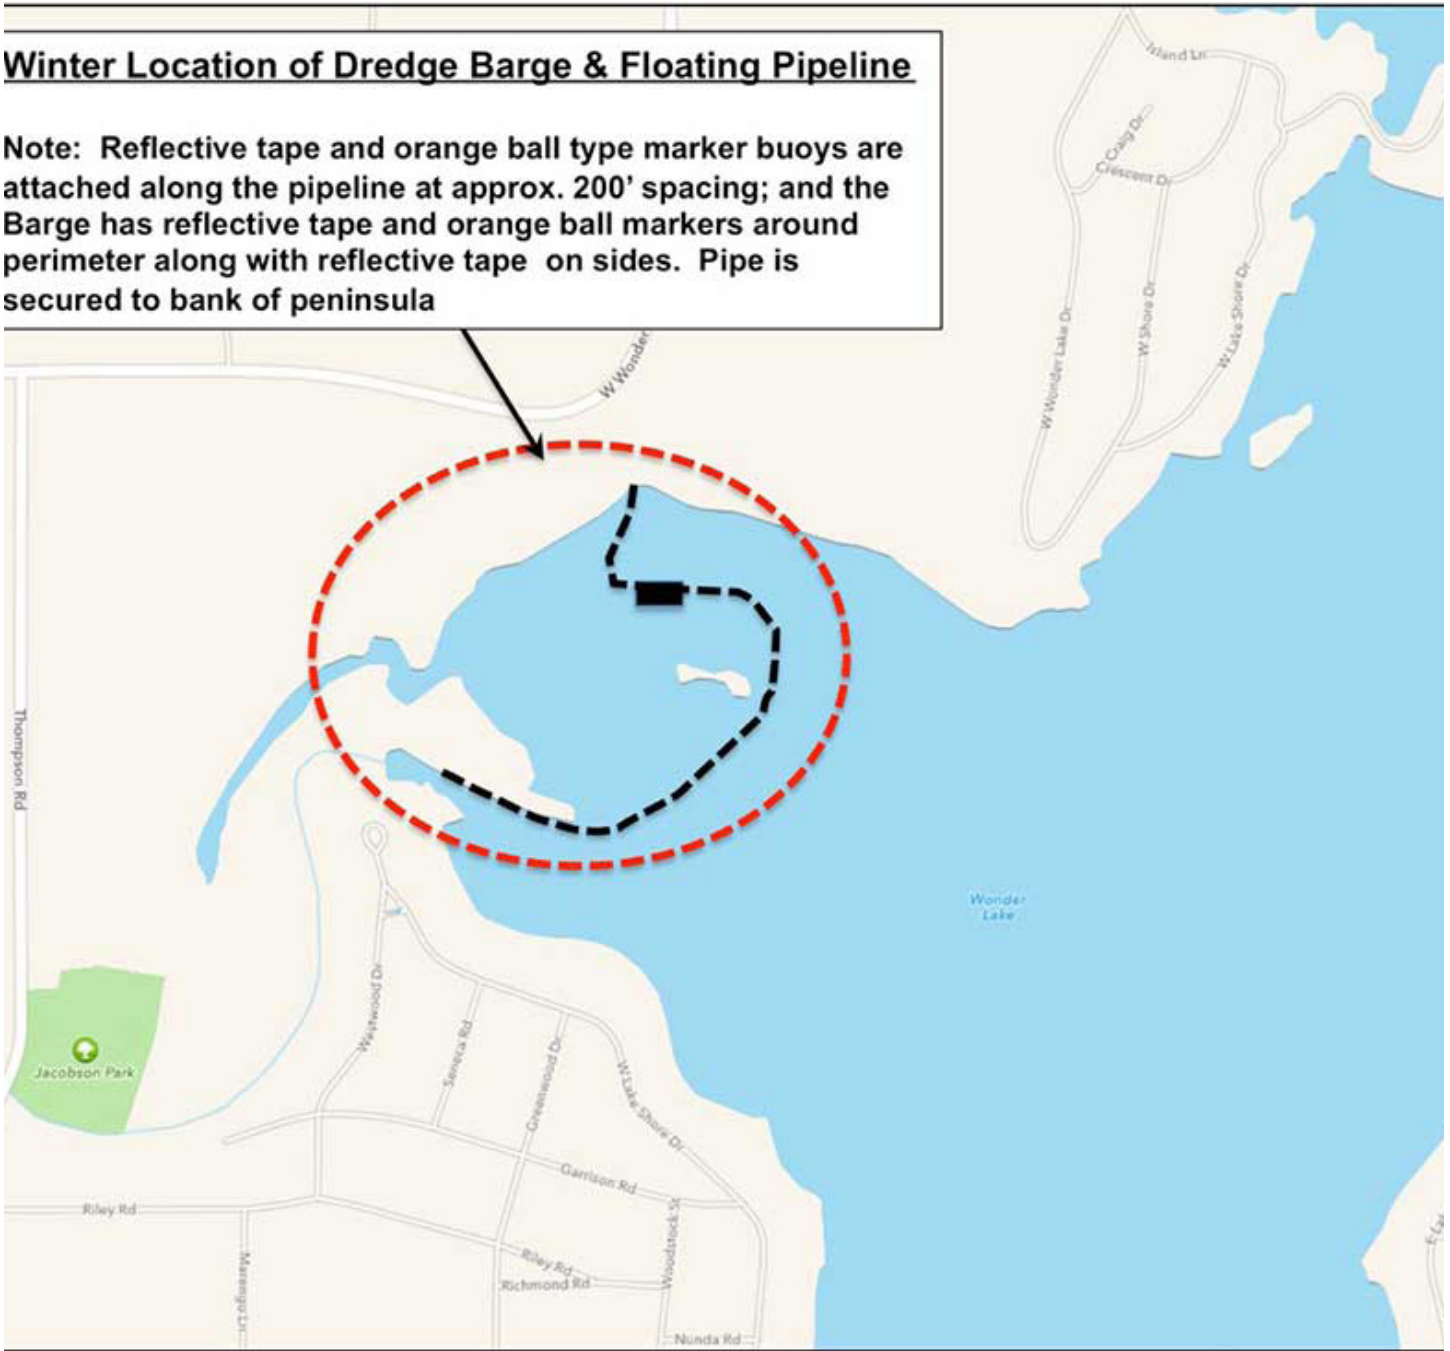 Winter Location of Dredge Barge & Floating Pipeline
Note: Reflective tape and orange ball type marker buoys are
attached along the pipeline at approx. 200' spacing; and the
Barge has reflective tape and orange ball markers around
perimeter along with reflective tape on sides. Pipe is
secured to bank of peninsula
Island Ln
Craig Dr
Crescent Dr
W Wonder Lake Dr
W Shore Dr
W Lake Shore Dr
W Wonder
Thompson Rd
Wonder
Lake
Jacobson Park
Westwood Dr
Seneca Rd
Greenwood Dr
W Lake Shore Dr
Garrison Rd
Woodstock St
Riley Rd
Riley Rd
Richmond Rd
Marengo Ln
Nunda Rd